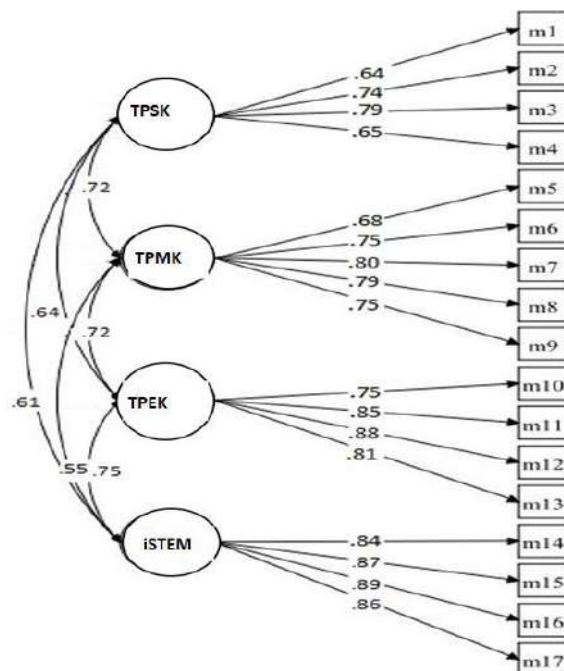 TPSK
TPMK
TPEK
iSTEM
.72
.64
.72
.61
.55
.75
.64
.74
.79
.65
.68
.75
.80
.79
.75
.75
.85
.88
.81
.84
.87
.89
.86
m1
m2
m3
m4
m5
m6
m7
m8
m9
m10
m11
m12
m13
m14
m15
m16
m17